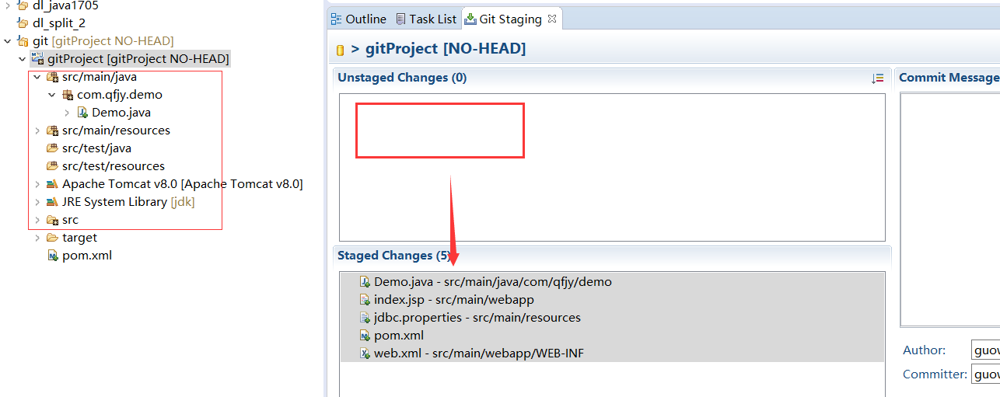 dl_java1705
dl_split_2
git [gitProject NO-HEAD]
gitProject [gitProject NO-HEAD]
src/main/java
com.qfjy.demo
Demo.java
src/main/resources
src/test/java
src/test/resources
Apache Tomcat v8.0 [Apache Tomcat v8.0]
JRE System Library [jdk]
src
target
pom.xml
Outline
Task List
Git Staging
> gitProject [NO-HEAD]
Unstaged Changes (0)
Staged Changes (5)
Demo.java - src/main/java/com/qfjy/demo
index.jsp - src/main/webapp
jdbc.properties - src/main/resources
pom.xml
web.xml - src/main/webapp/WEB-INF
Commit Message
Author:
guow
Committer:
guow